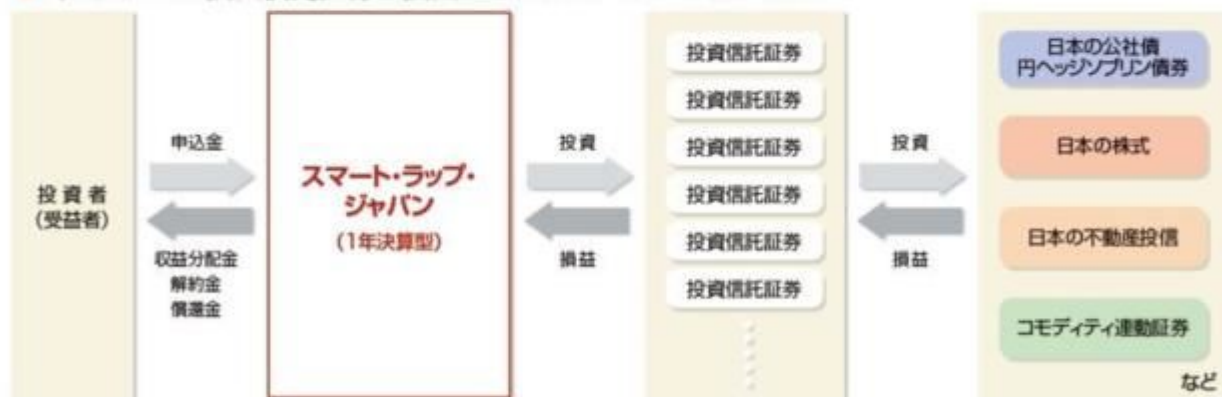 投資者
(受益者)
申込金
収益分配金
解約金
償還金
スマート・ラップ・
ジャパン
(1年決算型)
投資
損益
投資信託証券
投資信託証券
投資信託証券
投資信託証券
投資信託証券
投資信託証券
投資
損益
日本の公社債
円ヘッジソブリン債券
日本の株式
日本の不動産投信
コモディティ連動証券
など